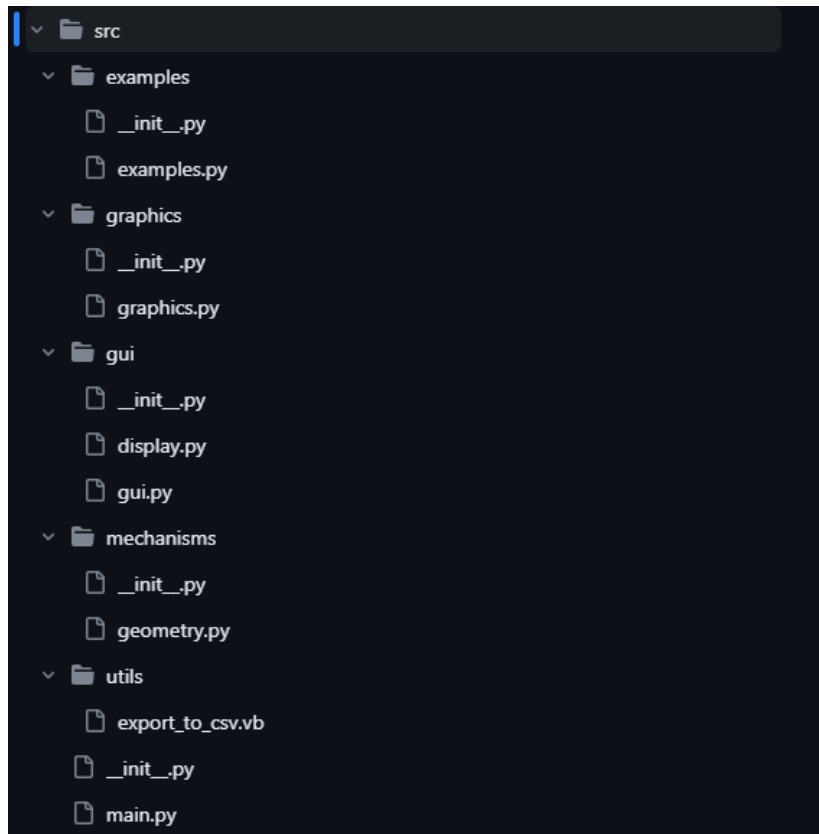 src
examples
__init__.py
examples.py
graphics
__init__.py
graphics.py
gui
__init__.py
display.py
gui.py
mechanisms
__init__.py
geometry.py
utils
export_to_csv.vb
__init__.py
main.py